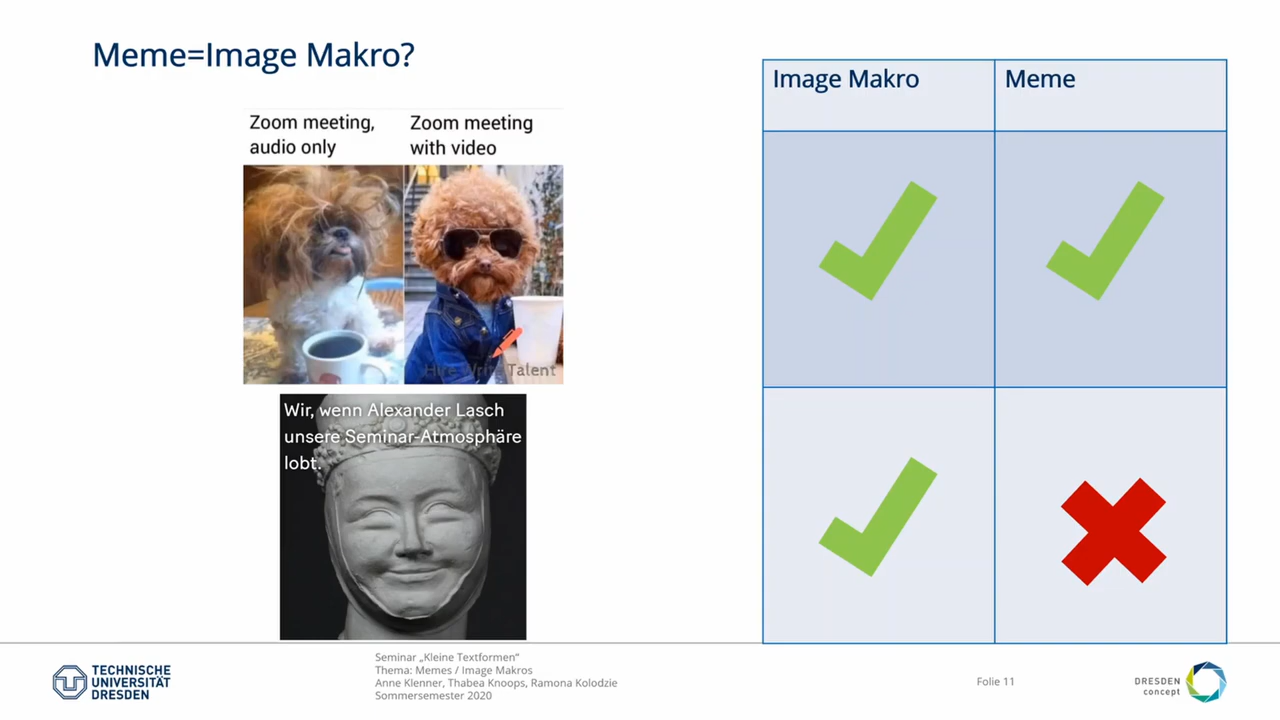 Meme=Image Makro?
Image Makro
Meme
Zoom meeting,
audio only
Zoom meeting
with video
Hire Write Talent
Wir, wenn Alexander Lasch
unsere Seminar-Atmosphäre
lobt.
TECHNISCHE
UNIVERSITÄT
DRESDEN
Seminar „Kleine Textformen“
Thema: Memes / Image Makros
Anne Klenner, Thabea Knoops, Ramona Kolodzie
Sommersemester 2020
Folie 11
DRESDEN
concept